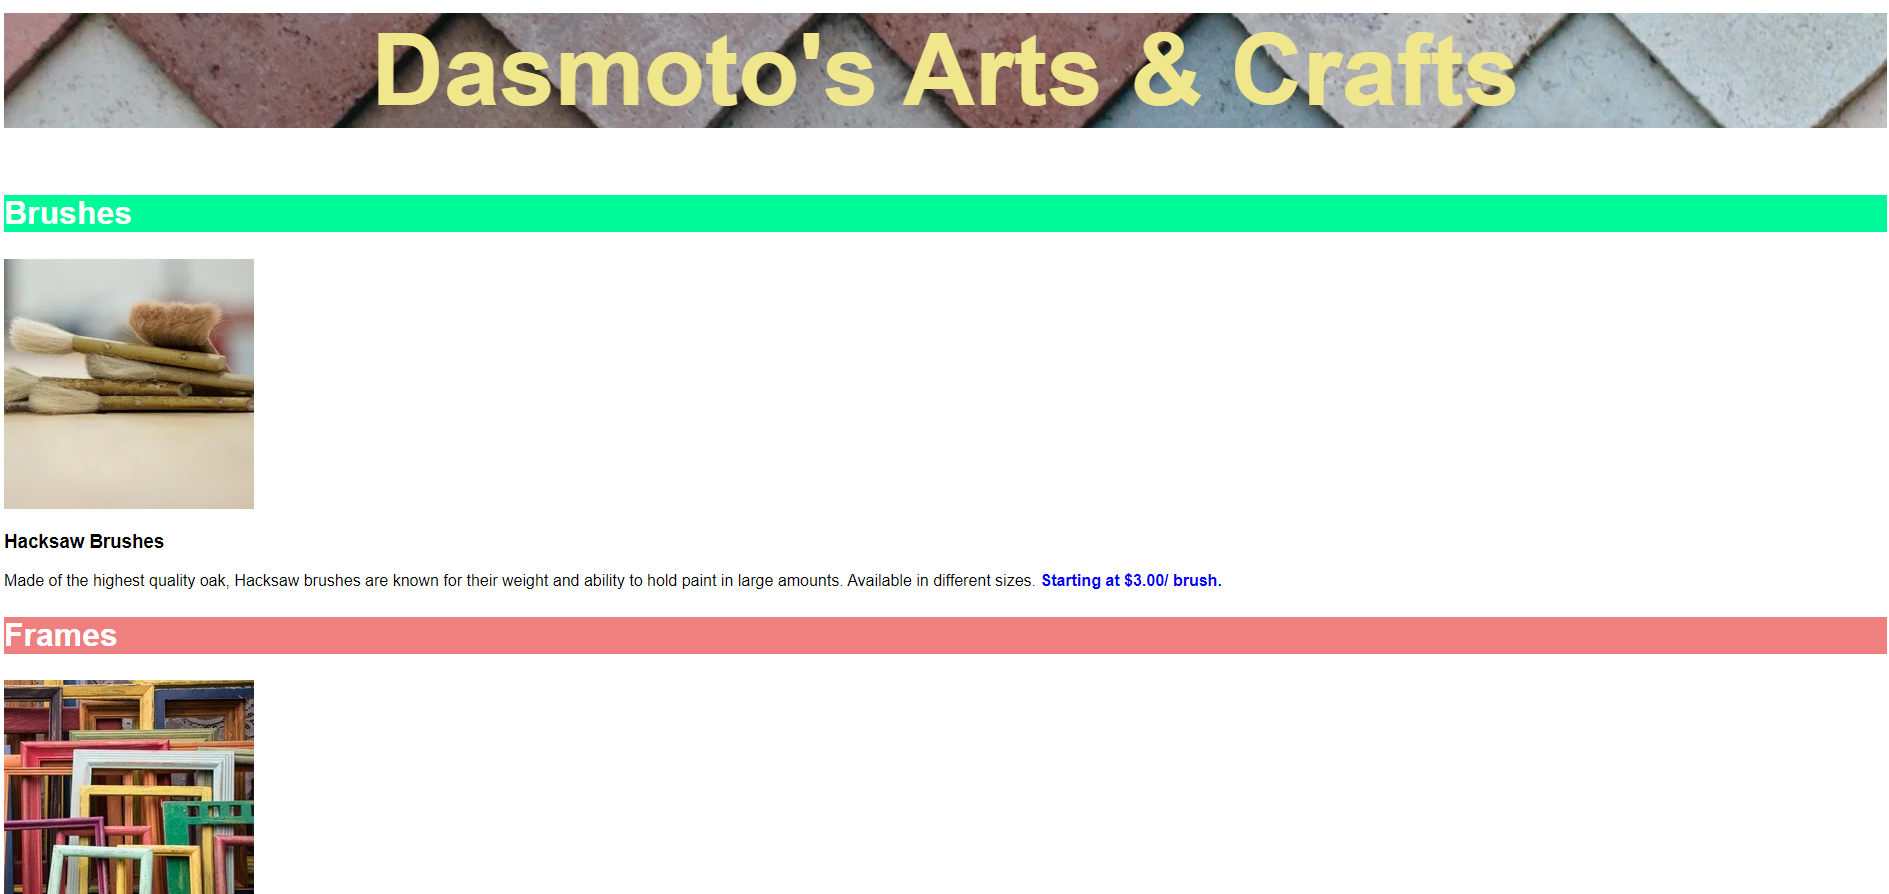 Dasmoto's Arts & Crafts
Brushes
Hacksaw Brushes
Made of the highest quality oak, Hacksaw brushes are known for their weight and ability to hold paint in large amounts. Available in different sizes. Starting at $3.00/ brush.
Frames